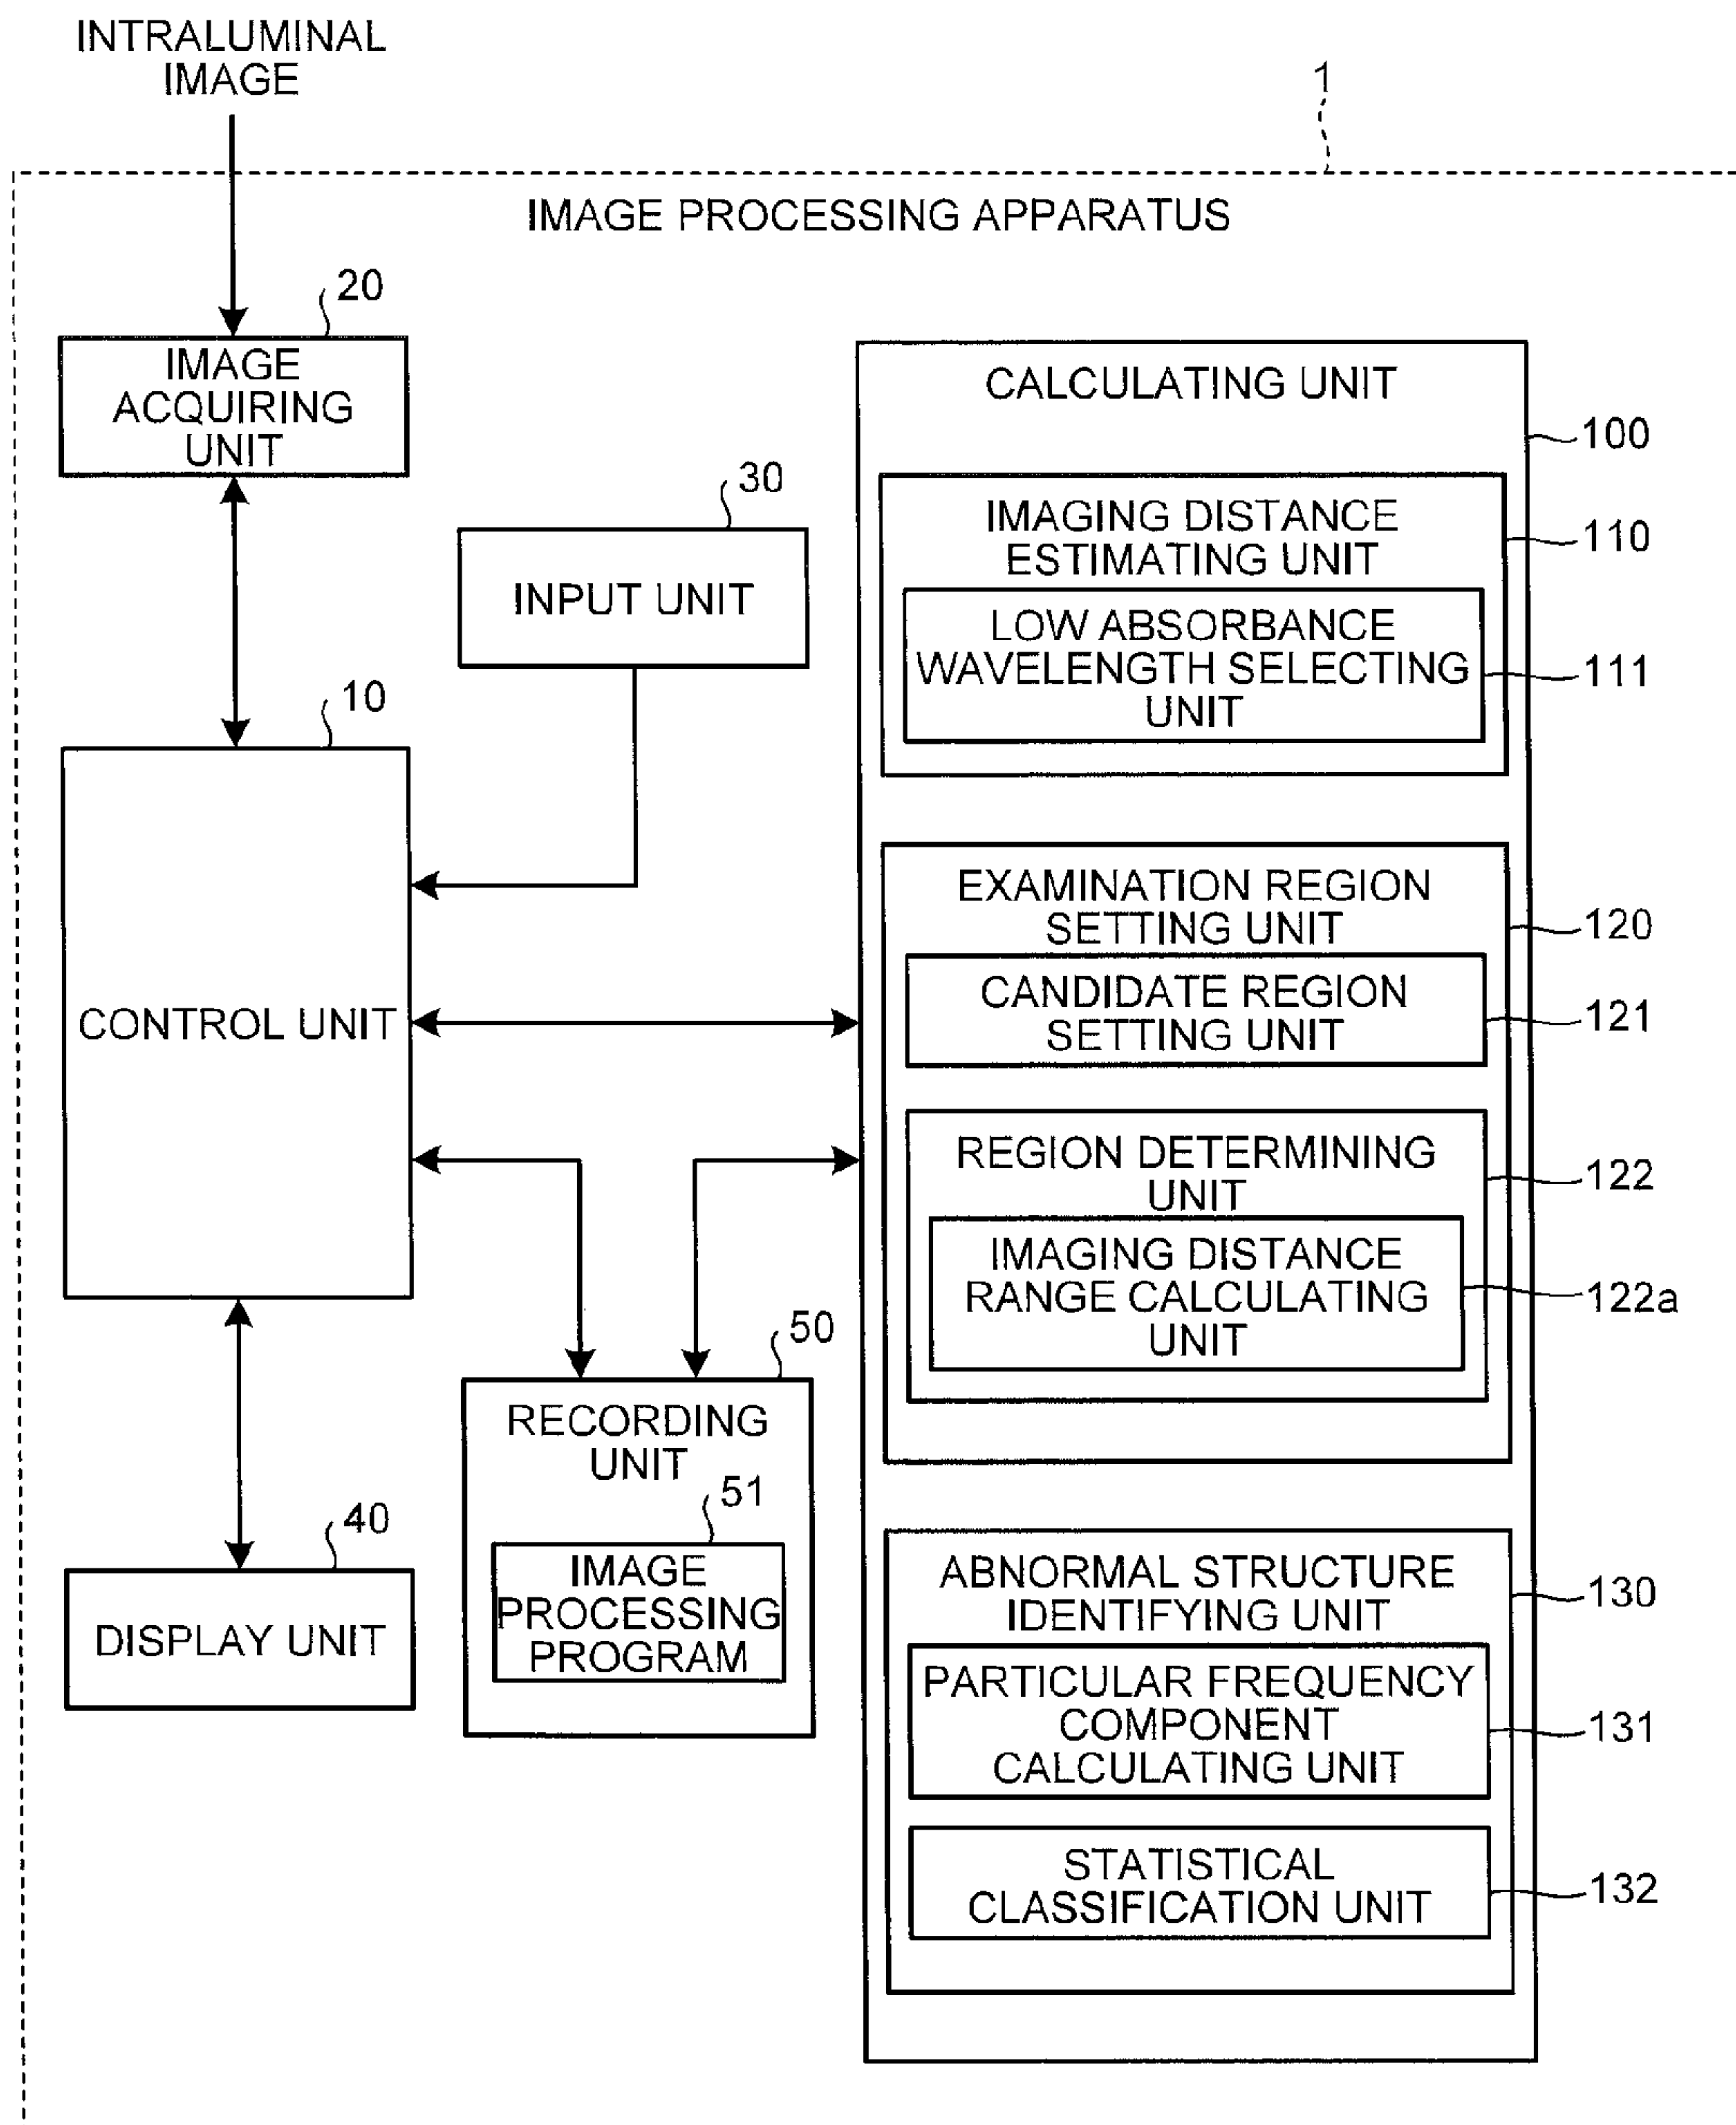 INTRALUMINAL
IMAGE
1
IMAGE PROCESSING APPARATUS
20
IMAGE
ACQUIRING
UNIT
30
INPUT UNIT
10
CONTROL UNIT
40
DISPLAY UNIT
50
RECORDING
UNIT
51
IMAGE
PROCESSING
PROGRAM
CALCULATING UNIT
100
IMAGING DISTANCE
ESTIMATING UNIT
110
LOW ABSORBANCE
WAVELENGTH SELECTING
UNIT
111
EXAMINATION REGION
SETTING UNIT
120
CANDIDATE REGION
SETTING UNIT
121
REGION DETERMINING
UNIT
122
IMAGING DISTANCE
RANGE CALCULATING
UNIT
122a
ABNORMAL STRUCTURE
IDENTIFYING UNIT
130
PARTICULAR FREQUENCY
COMPONENT
CALCULATING UNIT
131
STATISTICAL
CLASSIFICATION UNIT
132